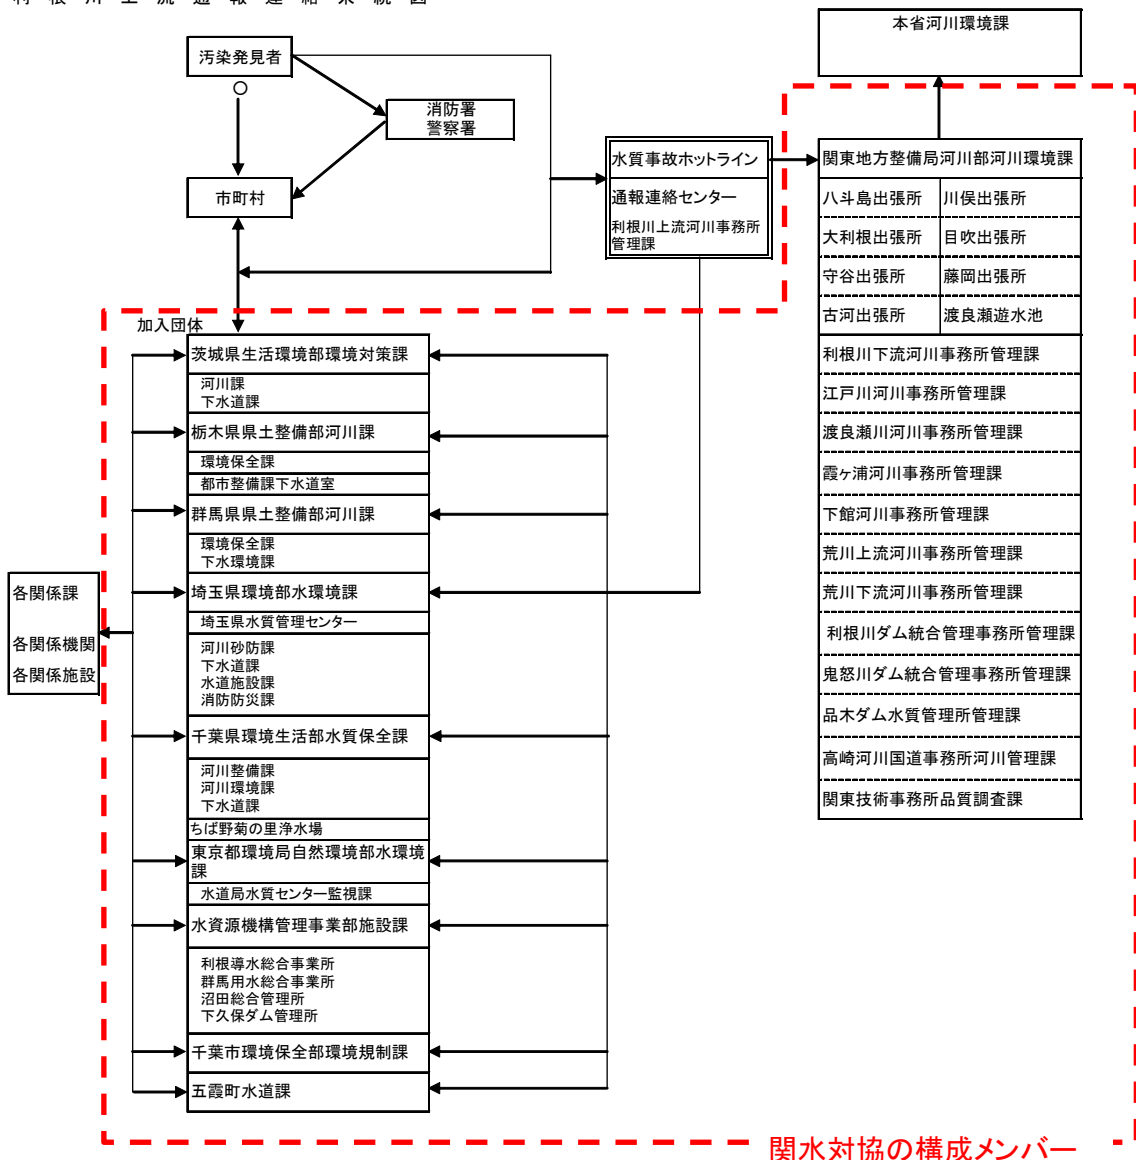 利根川上流通報連絡系統図
本省河川環境課
汚染発見者
消防署
警察署
市町村
水質事故ホットライン
通報連絡センター
利根川上流河川事務所
管理課
関東地方整備局河川部河川環境課
八斗島出張所 川俣出張所
大利根出張所 目吹出張所
守谷出張所 藤岡出張所
古河出張所 渡良瀬遊水池
利根川下流河川事務所管理課
江戸川河川事務所管理課
渡良瀬川河川事務所管理課
霞ヶ浦河川事務所管理課
下館河川事務所管理課
荒川上流河川事務所管理課
荒川下流河川事務所管理課
利根川ダム統合管理事務所管理課
鬼怒川ダム統合管理事務所管理課
品木ダム水質管理所管理課
高崎河川国道事務所河川管理課
関東技術事務所品質調査課
加入団体
茨城県生活環境部環境対策課
河川課
下水道課
栃木県県土整備部河川課
環境保全課
都市整備課下水道室
群馬県県土整備部河川課
環境保全課
下水環境課
埼玉県環境部水環境課
埼玉県水質管理センター
河川砂防課
下水道課
水道施設課
消防防災課
千葉県環境生活部水質保全課
河川整備課
河川環境課
下水道課
ちば野菊の里浄水場
東京都環境局自然環境部水環境
課
水道局水質センター監視課
水資源機構管理事業部施設課
利根導水総合事業所
群馬用水総合事業所
沼田総合管理所
下久保ダム管理所
千葉市環境保全部環境規制課
五霞町水道課
各関係課
各関係機関
各関係施設
関水対協の構成メンバー